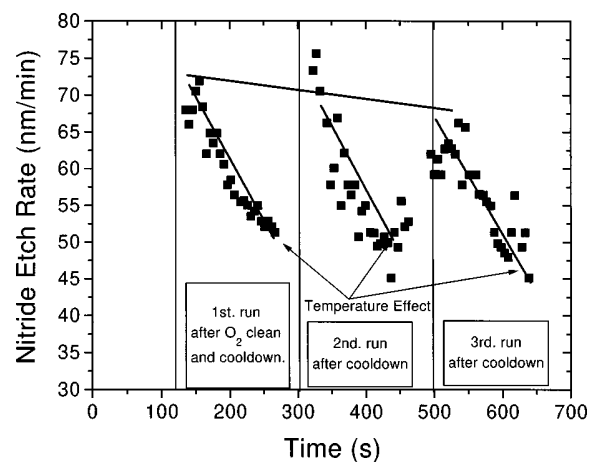 Nitride Etch Rate (nm/min)
80
75
70
65
60
55
50
45
40
35
30
Temperature Effect
1st. run
after O2 clean
and cooldown.
2nd. run
after cooldown
3rd. run
after cooldown
0 100 200 300 400 500 600 700
Time (s)